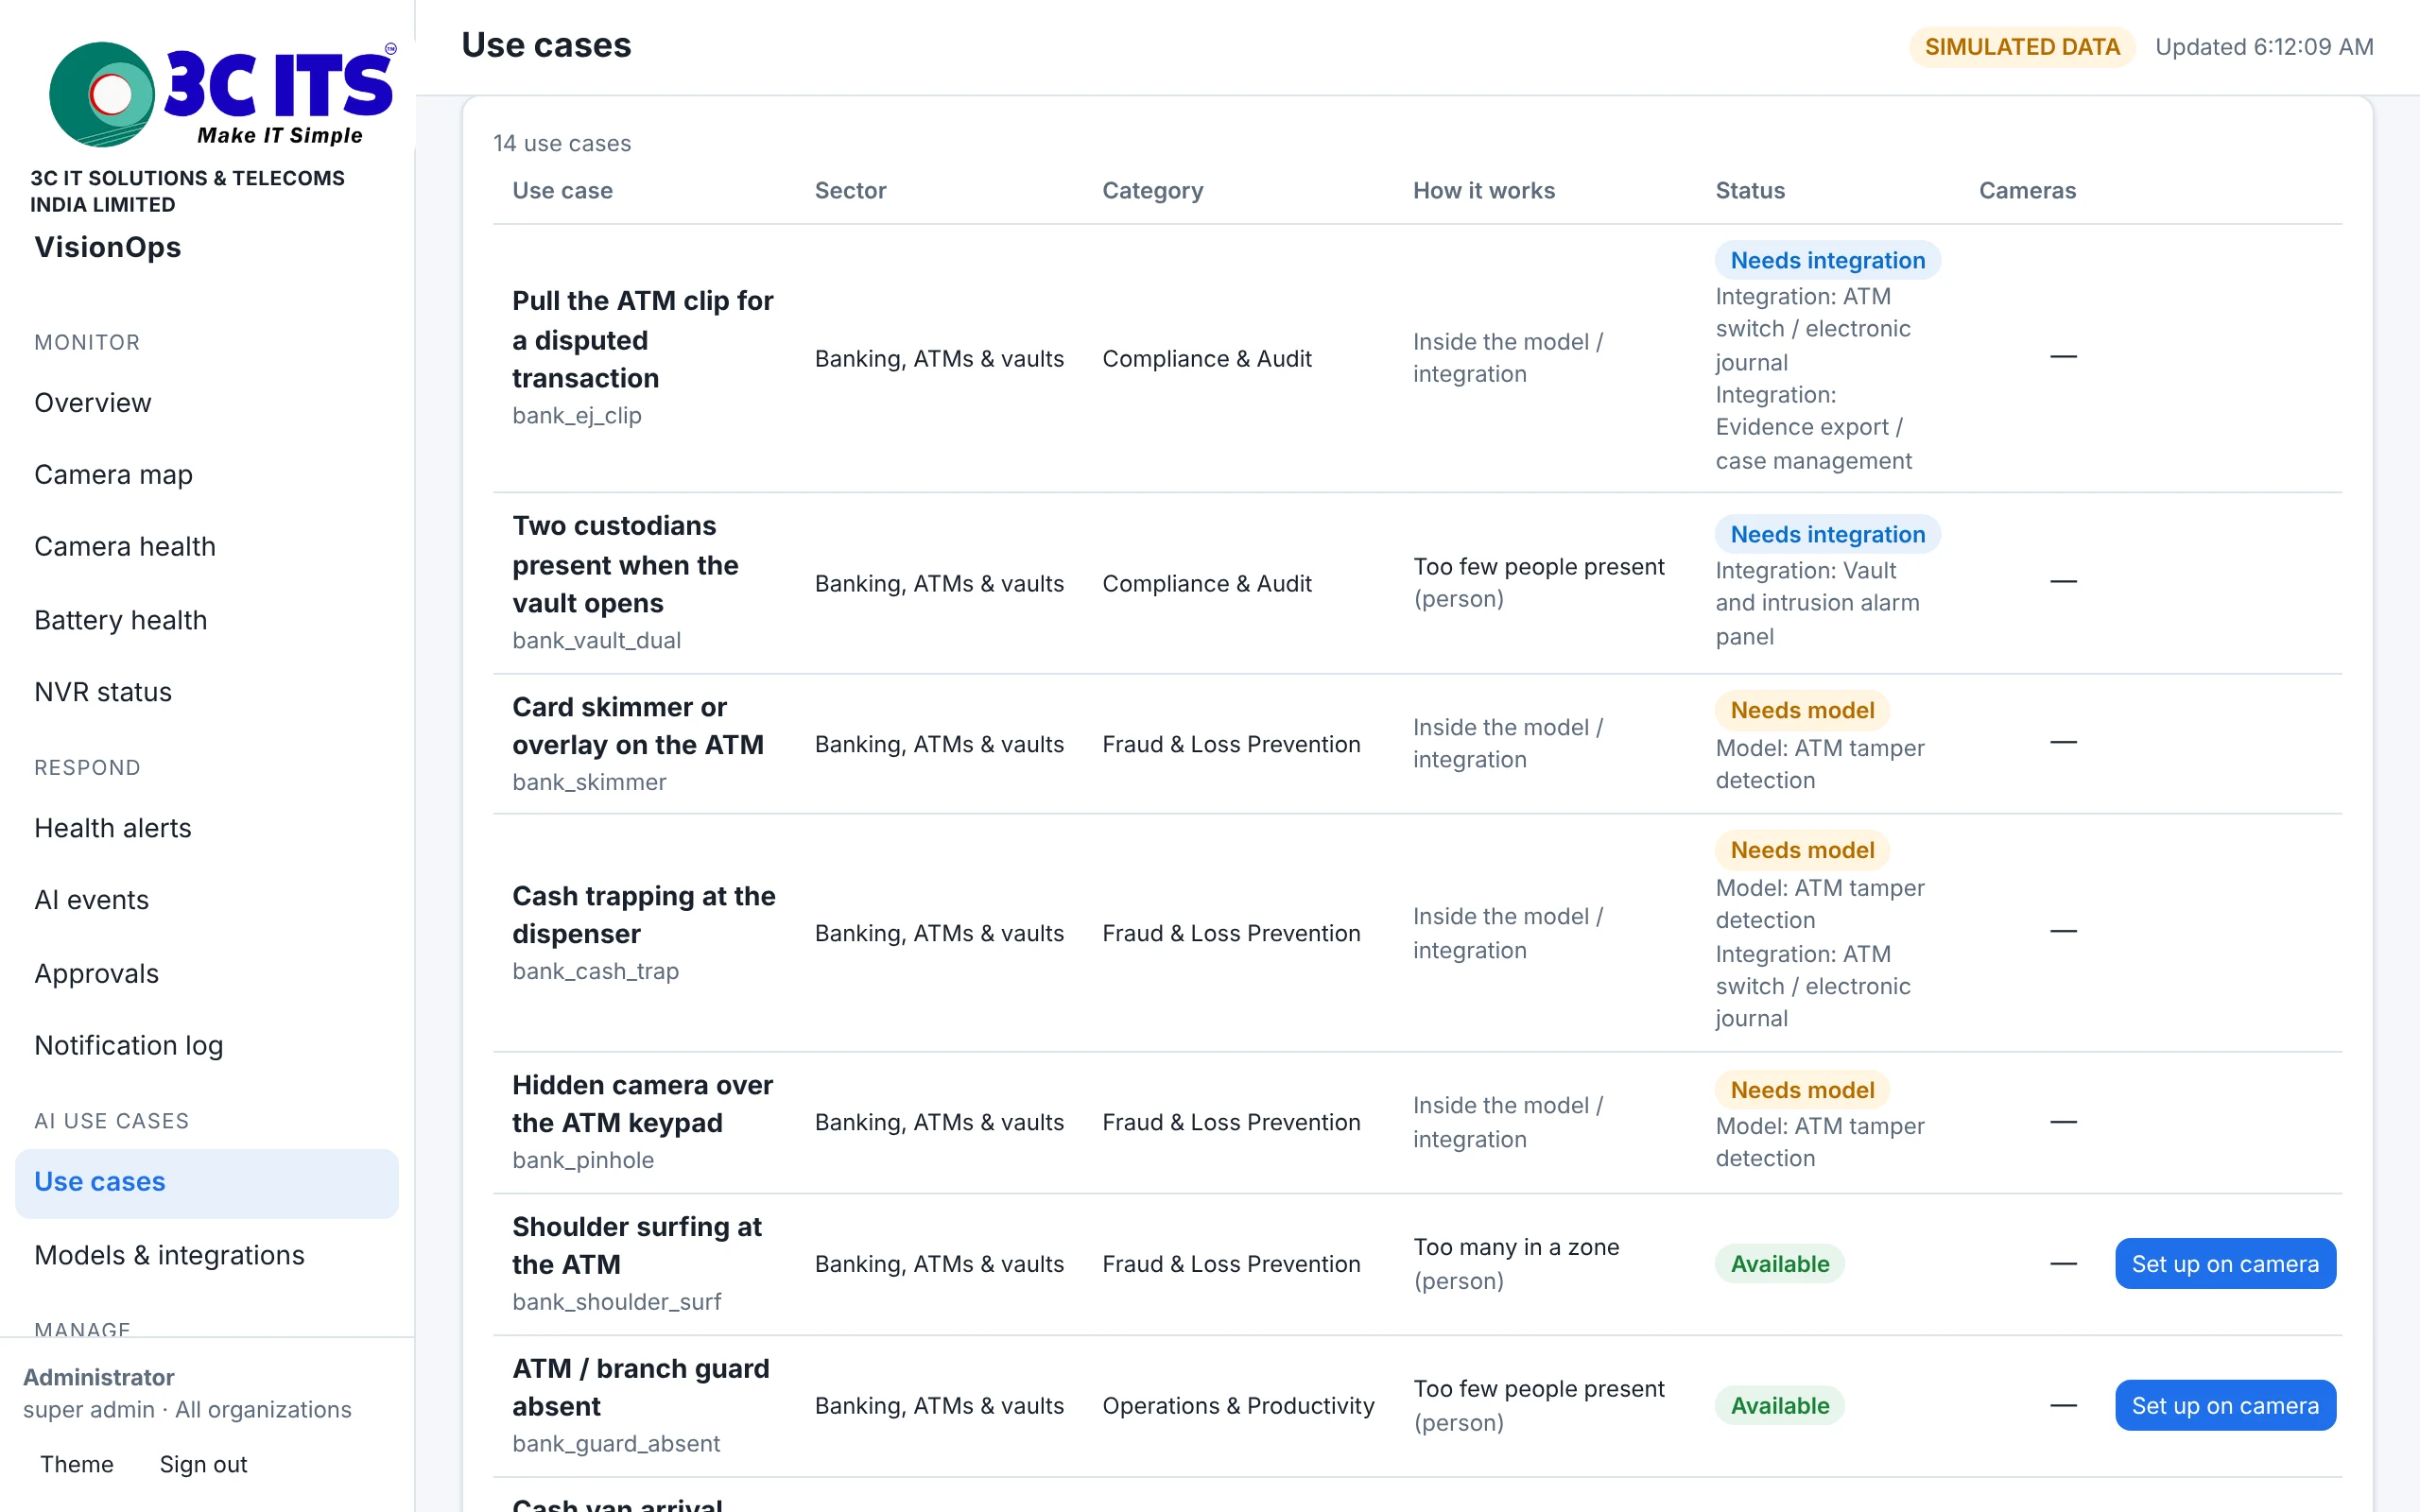 3C ITS
TM
Make IT Simple
3C IT SOLUTIONS & TELECOMS
INDIA LIMITED
VisionOps
MONITOR
Overview
Camera map
Camera health
Battery health
NVR status
RESPOND
Health alerts
AI events
Approvals
Notification log
AI USE CASES
Use cases
Models & integrations
MANAGE
Administrator
super admin · All organizations
Theme Sign out
Use cases
SIMULATED DATA Updated 6:12:09 AM
14 use cases
Use case Sector Category How it works Status Cameras
Pull the ATM clip for
a disputed
transaction
bank_ej_clip
Banking, ATMs & vaults
Compliance & Audit
Inside the model /
integration
Needs integration
Integration: ATM
switch / electronic
journal
Integration:
Evidence export /
case management
—
Two custodians
present when the
vault opens
bank_vault_dual
Banking, ATMs & vaults
Compliance & Audit
Too few people present
(person)
Needs integration
Integration: Vault
and intrusion alarm
panel
—
Card skimmer or
overlay on the ATM
bank_skimmer
Banking, ATMs & vaults
Fraud & Loss Prevention
Inside the model /
integration
Needs model
Model: ATM tamper
detection
—
Cash trapping at the
dispenser
bank_cash_trap
Banking, ATMs & vaults
Fraud & Loss Prevention
Inside the model /
integration
Needs model
Model: ATM tamper
detection
Integration: ATM
switch / electronic
journal
—
Hidden camera over
the ATM keypad
bank_pinhole
Banking, ATMs & vaults
Fraud & Loss Prevention
Inside the model /
integration
Needs model
Model: ATM tamper
detection
—
Shoulder surfing at
the ATM
bank_shoulder_surf
Banking, ATMs & vaults
Fraud & Loss Prevention
Too many in a zone
(person)
Available
—
Set up on camera
ATM / branch guard
absent
bank_guard_absent
Banking, ATMs & vaults
Operations & Productivity
Too few people present
(person)
Available
—
Set up on camera
Cash van arrival